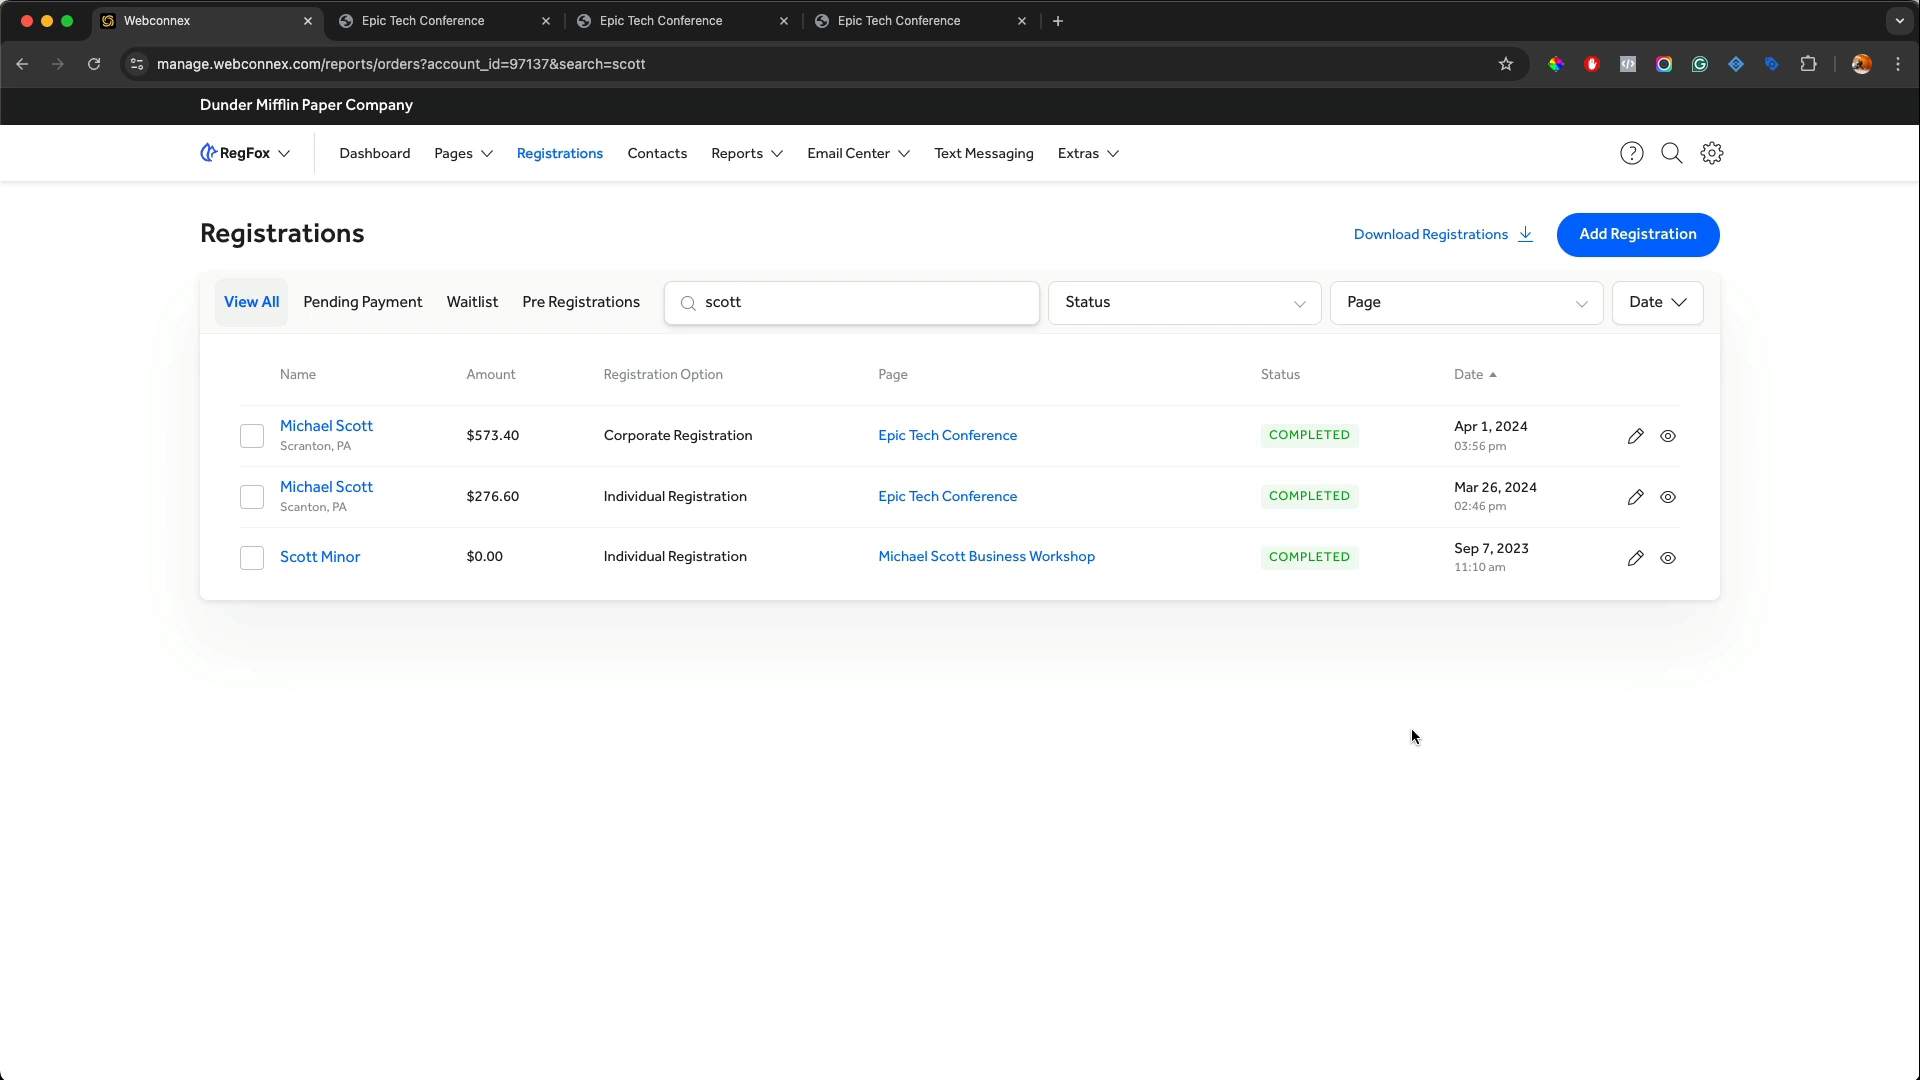 Webconnex
Epic Tech Conference
Epic Tech Conference
Epic Tech Conference
manage.webconnex.com/reports/orders?account_id=97137&search=scott
Dunder Mifflin Paper Company
RegFox
Dashboard
Pages
Registrations
Contacts
Reports
Email Center
Text Messaging
Extras
Registrations
Download Registrations
Add Registration
View All
Pending Payment
Waitlist
Pre Registrations
scott
Status
Page
Date
Name
Amount
Registration Option
Page
Status
Date
Michael Scott
Scranton, PA
$573.40
Corporate Registration
Epic Tech Conference
COMPLETED
Apr 1, 2024
03:56 pm
Michael Scott
Scanton, PA
$276.60
Individual Registration
Epic Tech Conference
COMPLETED
Mar 26, 2024
02:46 pm
Scott Minor
$0.00
Individual Registration
Michael Scott Business Workshop
COMPLETED
Sep 7, 2023
11:10 am